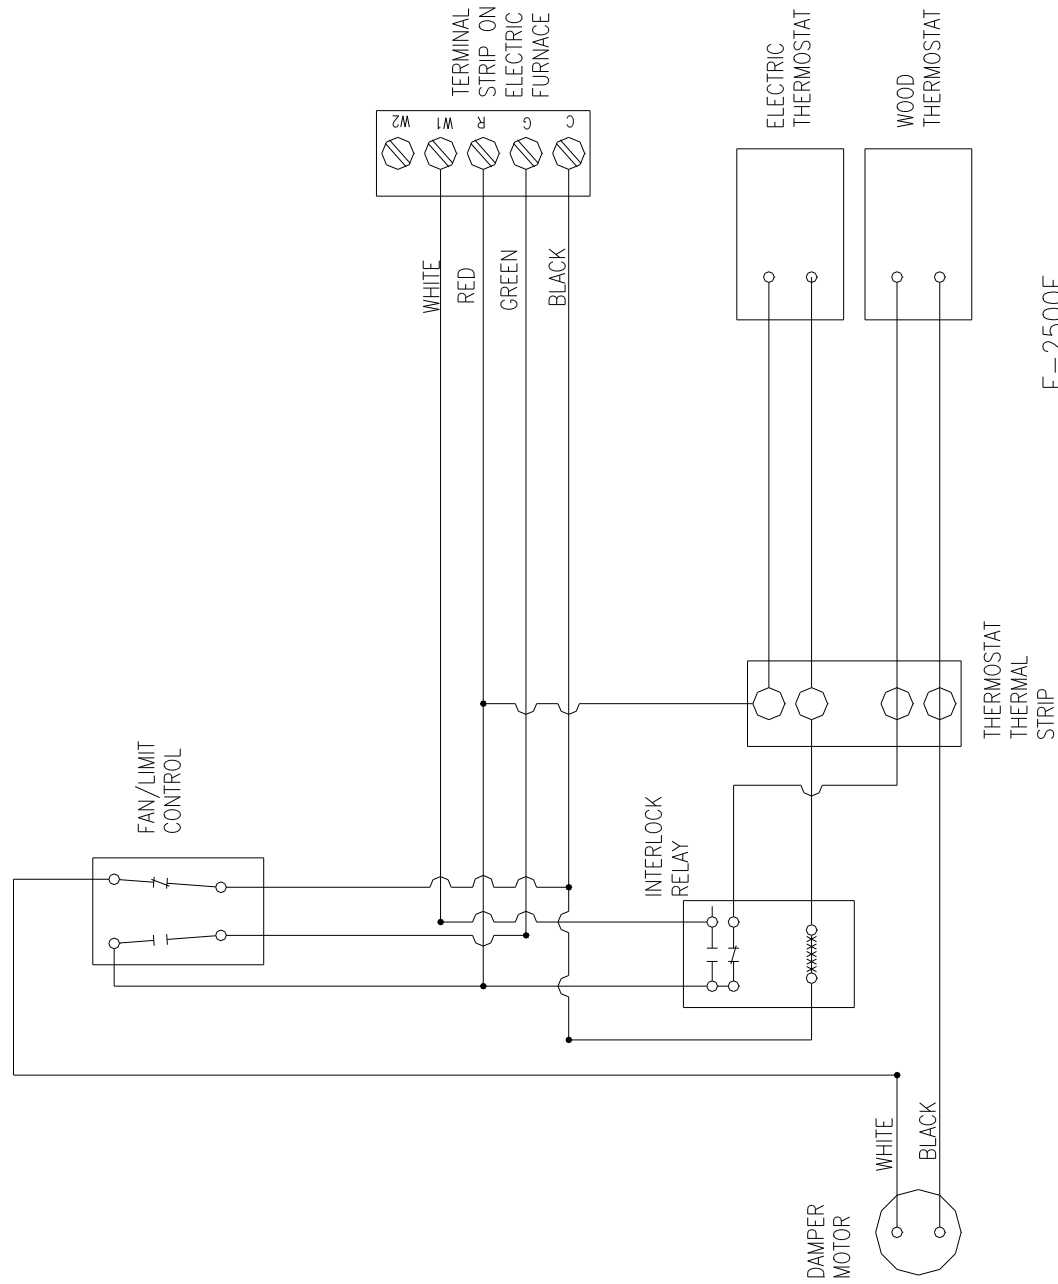 TERMINAL
STRIP ON
ELECTRIC
FURNACE
W2
W1
R
G
C
WHITE
RED
GREEN
BLACK
ELECTRIC
THERMOSTAT
WOOD
THERMOSTAT
FAN/LIMIT
CONTROL
INTERLOCK
RELAY
THERMOSTAT
THERMAL
STRIP
DAMPER
MOTOR
WHITE
BLACK